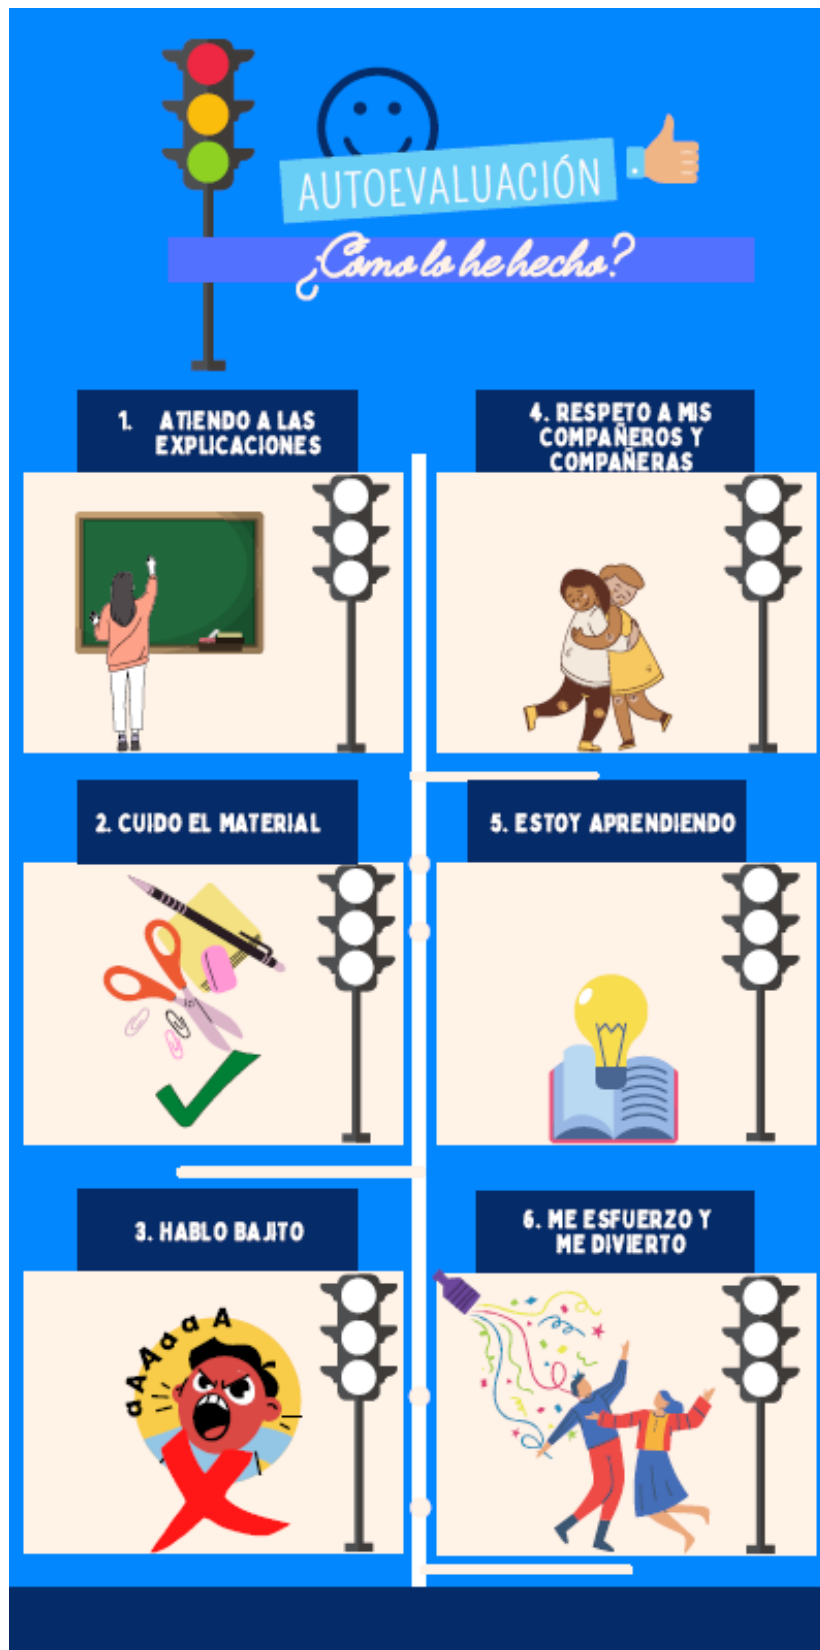 AUTOEVALUACIÓN
¿Cómo lo he hecho?
1. ATIENDO A LAS
EXPLICACIONES
2. CUIDO EL MATERIAL
3. HABLO BAJITO
aAAaaA
4. RESPETO A MIS
COMPAÑEROS Y
COMPAÑERAS
5. ESTOY APRENDIENDO
6. ME ESFUERZO Y
ME DIVIERTO